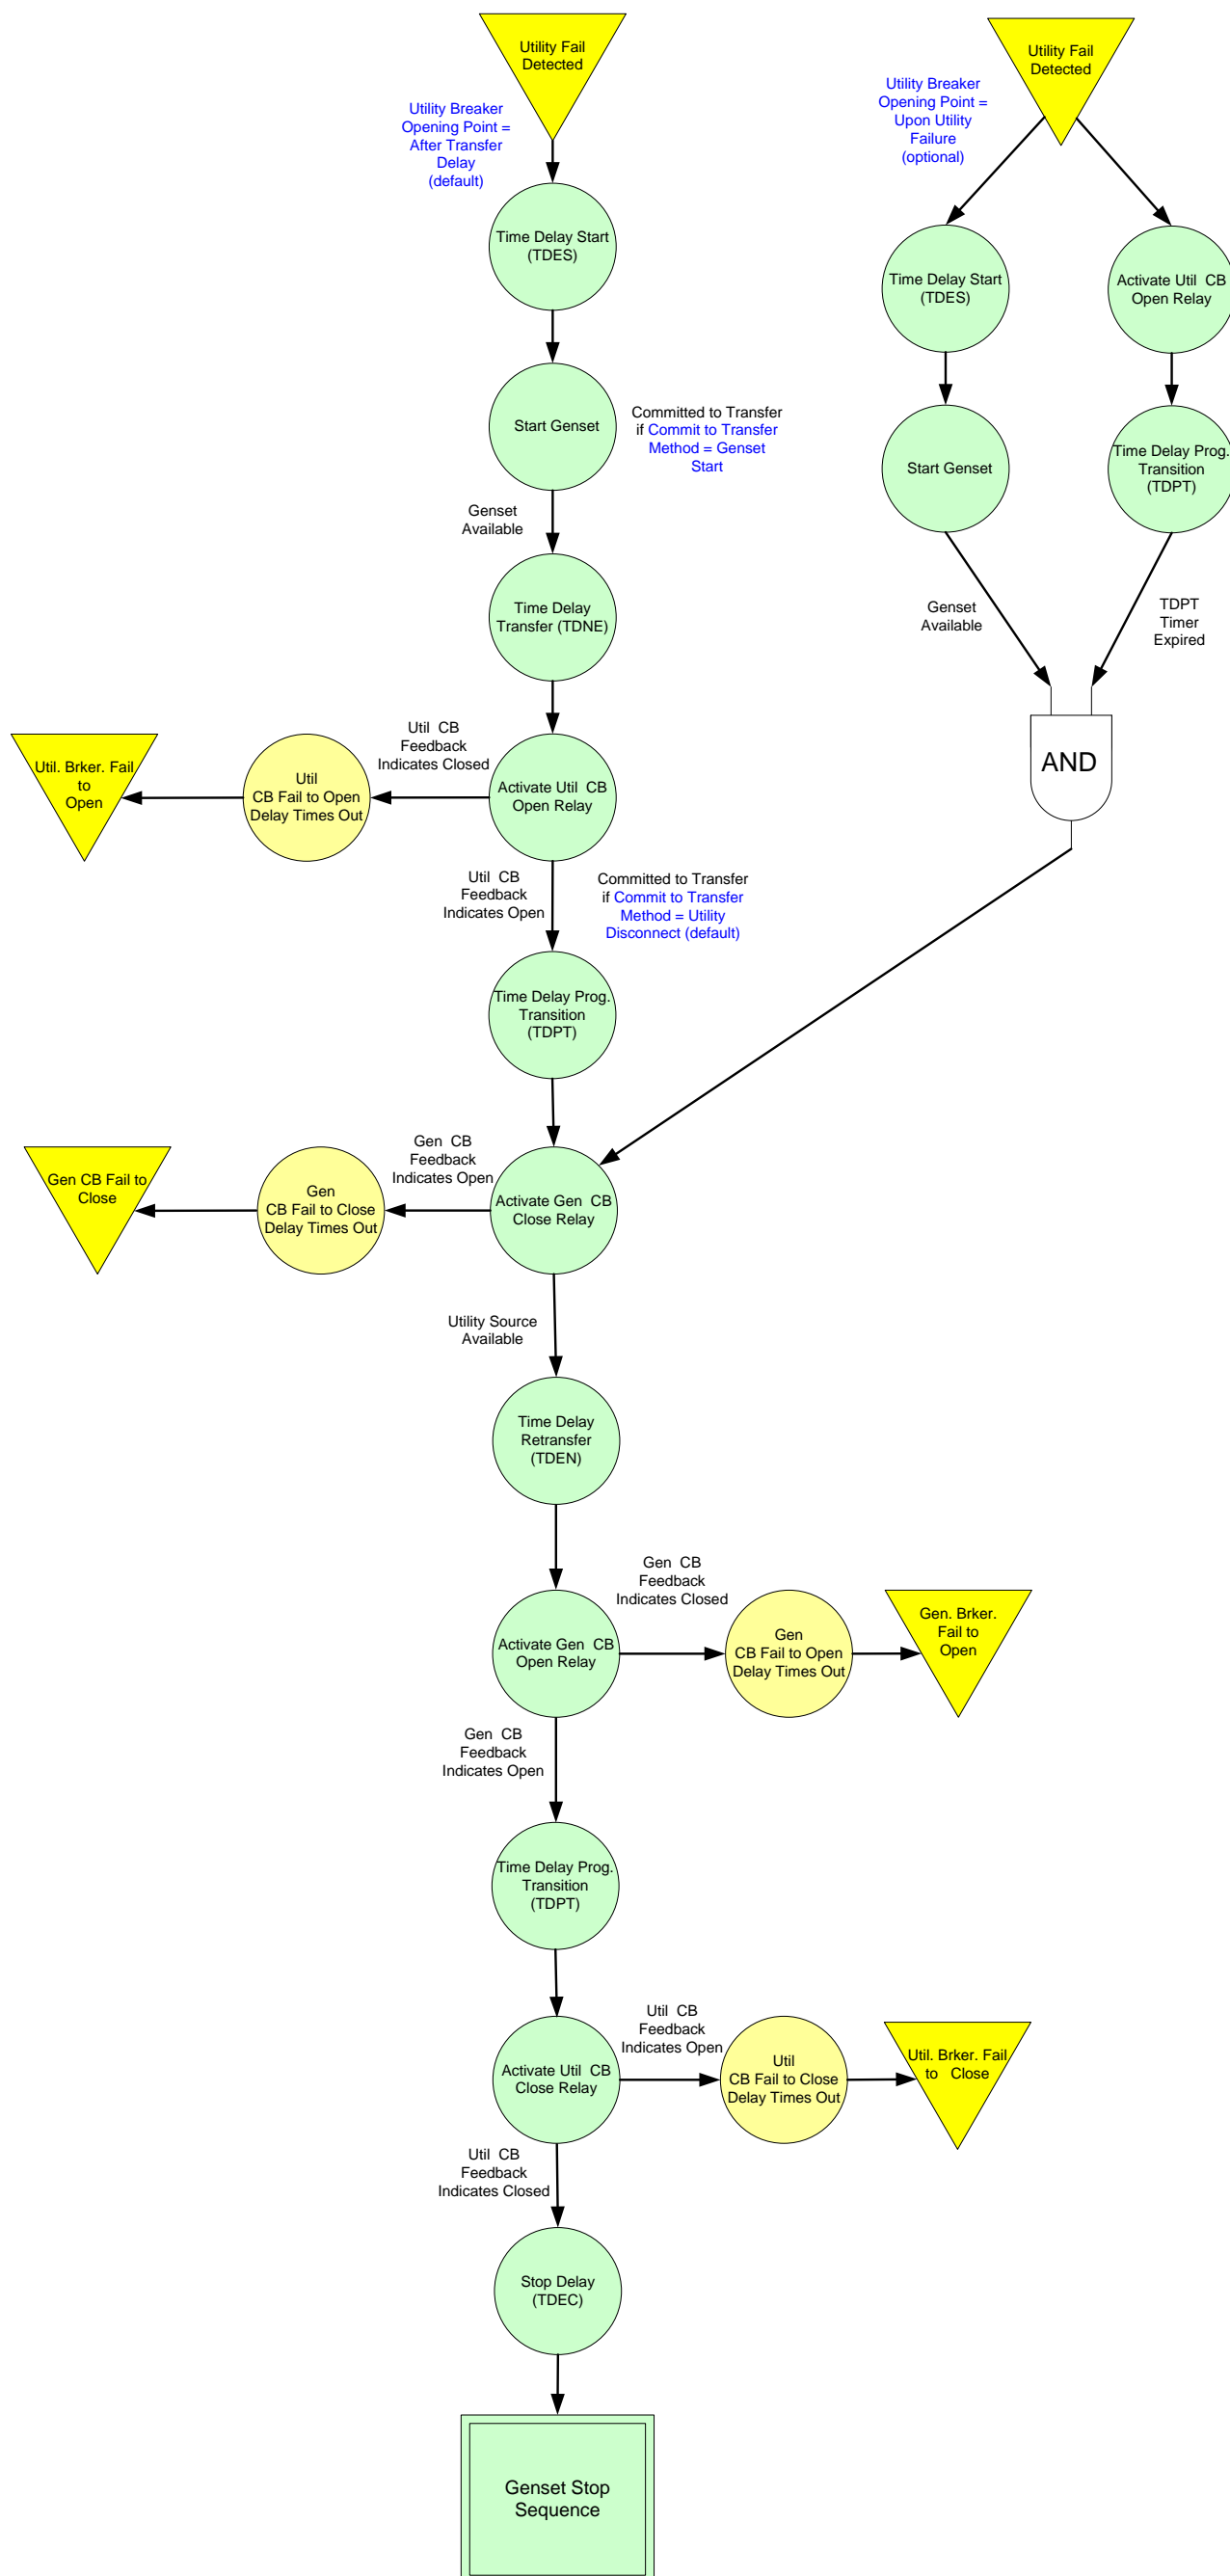 Utility Fail
Detected
Utility Fail
Detected
Utility Breaker
Opening Point =
After Transfer
Delay
(default)
Utility Breaker
Opening Point =
Upon Utility
Failure
(optional)
Time Delay Start
(TDES)
Time Delay Start
(TDES)
Activate Util CB
Open Relay
Start Genset
Committed to Transfer
if Commit to Transfer
Method = Genset
Start
Start Genset
Time Delay Prog.
Transition
(TDPT)
Genset
Available
Time Delay
Transfer (TDNE)
Genset
Available
TDPT
Timer
Expired
AND
Util. Brker. Fail
to
Open
Util
CB Fail to Open
Delay Times Out
Util CB
Feedback
Indicates Closed
Activate Util CB
Open Relay
Util CB
Feedback
Indicates Open
Committed to Transfer
if Commit to Transfer
Method = Utility
Disconnect (default)
Time Delay Prog.
Transition
(TDPT)
Gen CB Fail to
Close
Gen
CB Fail to Close
Delay Times Out
Gen CB
Feedback
Indicates Open
Activate Gen CB
Close Relay
Utility Source
Available
Time Delay
Retransfer
(TDEN)
Activate Gen CB
Open Relay
Gen CB
Feedback
Indicates Closed
Gen
CB Fail to Open
Delay Times Out
Gen. Brker.
Fail to
Open
Gen CB
Feedback
Indicates Open
Time Delay Prog.
Transition
(TDPT)
Activate Util CB
Close Relay
Util CB
Feedback
Indicates Open
Util
CB Fail to Close
Delay Times Out
Util. Brker. Fail
to Close
Util CB
Feedback
Indicates Closed
Stop Delay
(TDEC)
Genset Stop
Sequence